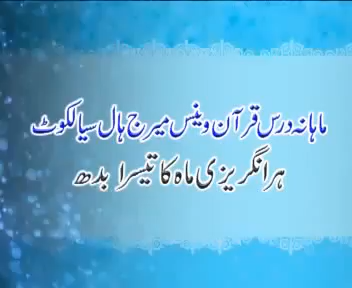 ماہانہ درس قرآن وینس میرج ہال سیالکوٹ
ہر انگریزی ماہ کا تیسرا بدھ